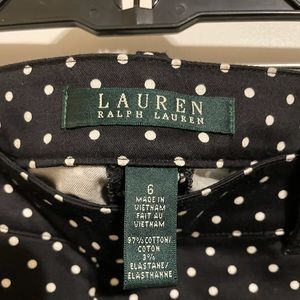 LAUREN
RALPH LAUREN
6
MADE IN
VIETNAM
FAIT AU
VIETNAM
97% COTTON/
COTON
3%
ELASTANE/
ELASTHANNE